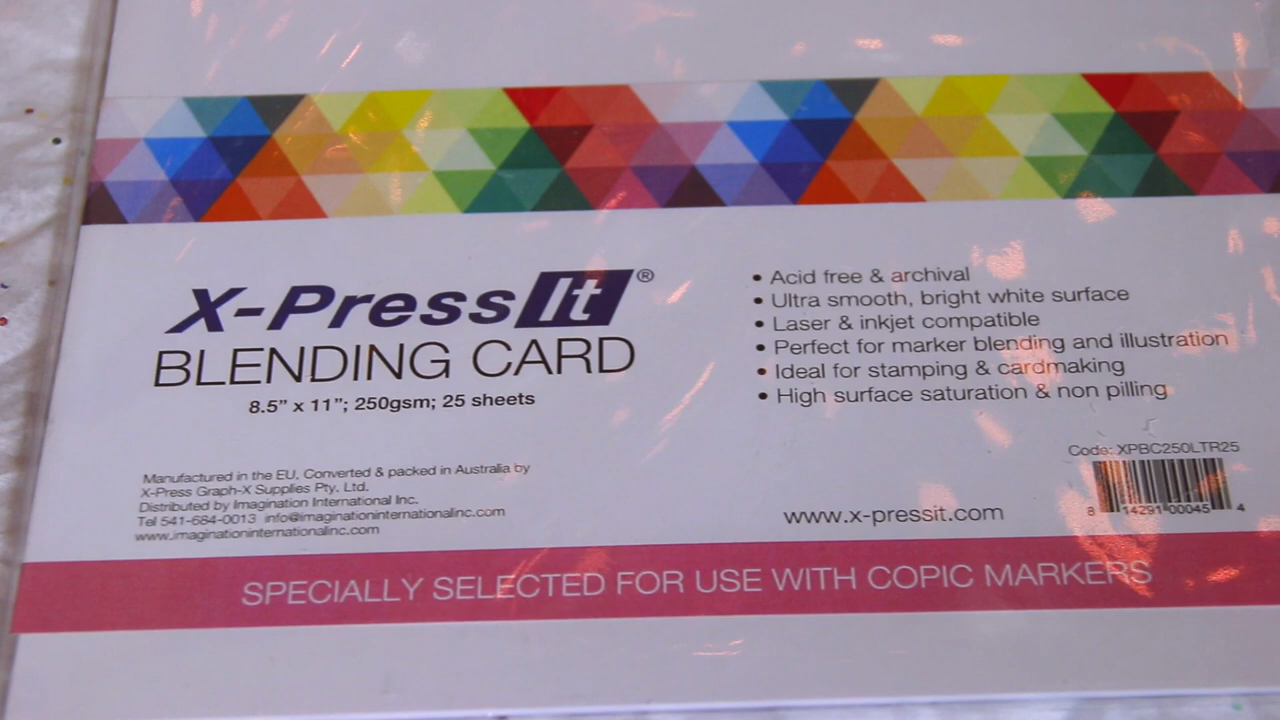 X-Press It®
BLENDING CARD
8.5" x 11"; 250gsm; 25 sheets
• Acid free & archival
• Ultra smooth, bright white surface
• Laser & inkjet compatible
• Perfect for marker blending and illustration
• Ideal for stamping & cardmaking
• High surface saturation & non pilling
Manufactured in the EU, Converted & packed in Australia by
X-Press Graph-X Supplies Pty. Ltd.
Distributed by Imagination International Inc.
Tel 541-684-0013 info@imaginationinternationalinc.com
www.imaginationinternationalinc.com
www.x-pressit.com
Code: XPBC250LTR25
8 14291 00045 4
SPECIALLY SELECTED FOR USE WITH COPIC MARKERS